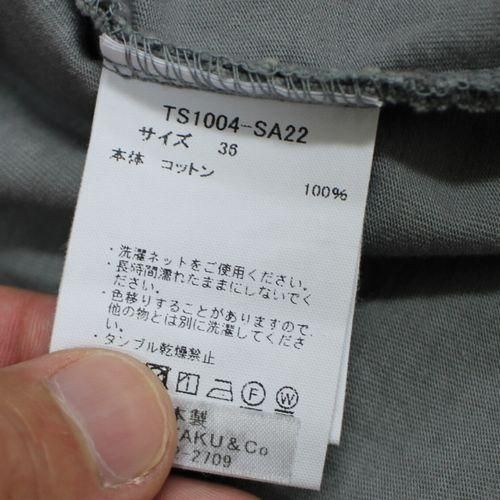 TS1004-SA22
サイズ 36
本体 コットン
100%
・洗濯ネットをご使用ください。
・長時間濡れたままにしないでく
ださい。
・色移りすることがありますので、
他の物とは別に洗濯してくださ
い。
・タンブル乾燥禁止
F W
本製
AKU&Co
-2709